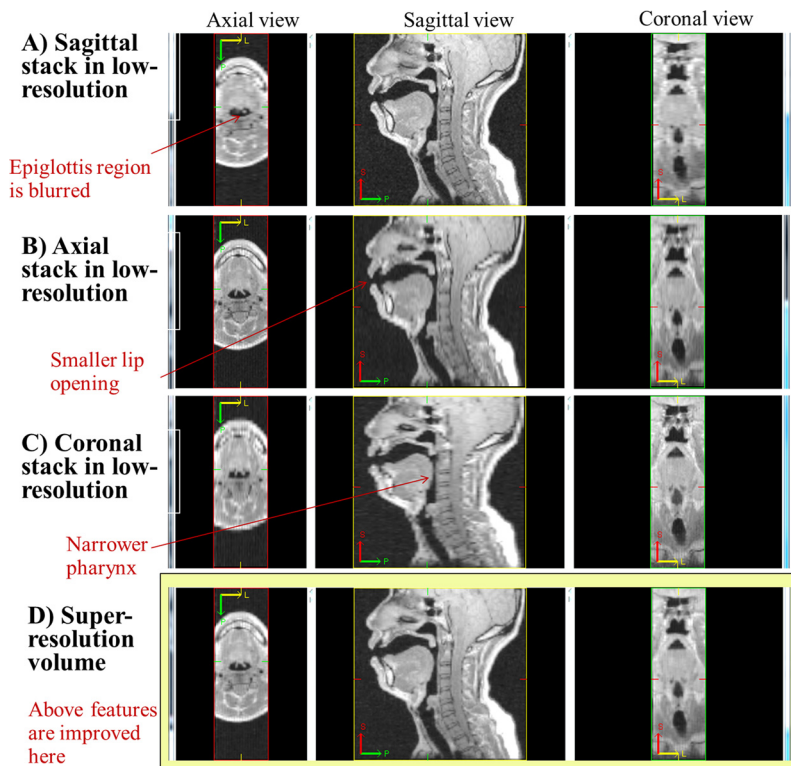 Axial view
Sagittal view
Coronal view
A) Sagittal
stack in low-
resolution
Epiglottis region
is blurred
B) Axial
stack in low-
resolution
Smaller lip
opening
C) Coronal
stack in low-
resolution
Narrower
pharynx
D) Super-
resolution
volume
Above features
are improved
here
L
S
P
L
L
S
P
L
L
S
P
L
L
S
P
L